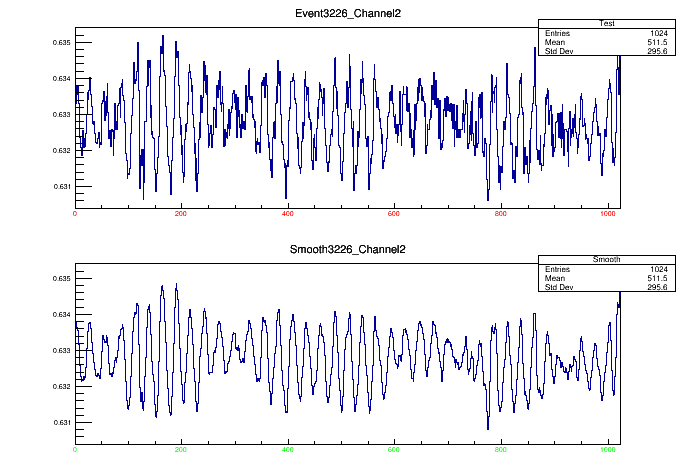 Event3226_Channel2
Test
Entries 1024
Mean 511.5
Std Dev 295.6
0.635
0.634
0.633
0.632
0.631
0 200 400 600 800 1000
Smooth3226_Channel2
Smooth
Entries 1024
Mean 511.5
Std Dev 295.6
0.635
0.634
0.633
0.632
0.631
0 200 400 600 800 1000